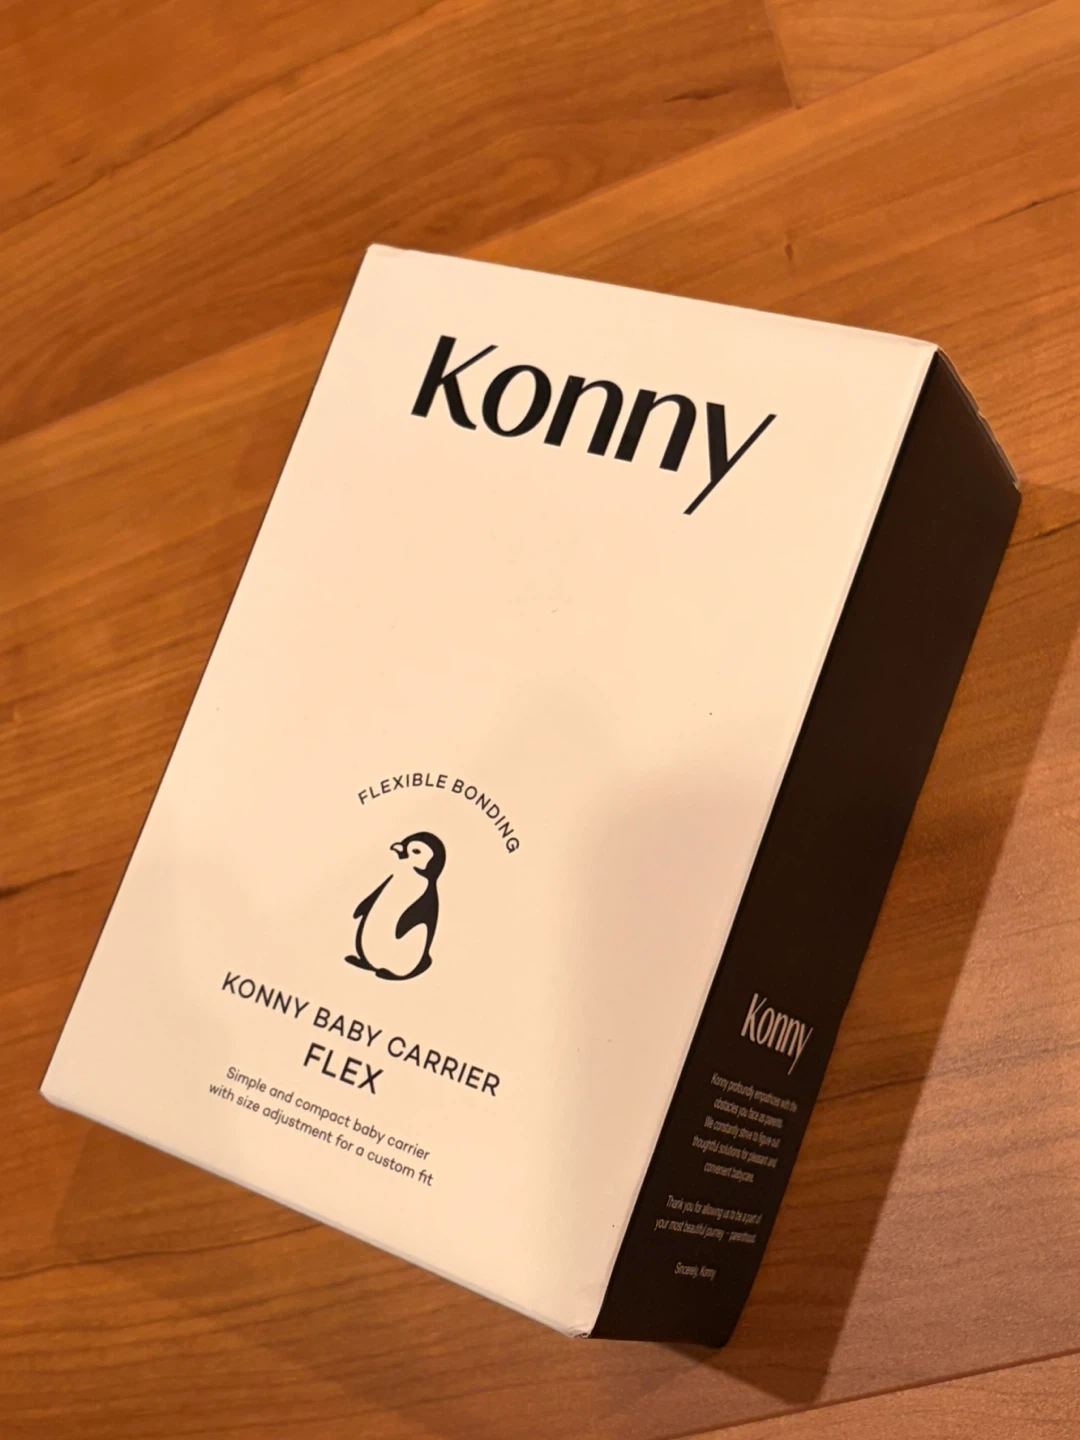 Konny
FLEXIBLE BONDING
KONNY BABY CARRIER
FLEX
Simple and compact baby carrier
with size adjustment for a custom fit
Konny
Konny profoundly empathizes with the
obstacles you face as parents.
We constantly strive to figure out
thoughtful solutions for pleasant and
convenient babycare.
Thank you for allowing us to be a part of
your most beautiful journey – parenthood.
Sincerely, Konny